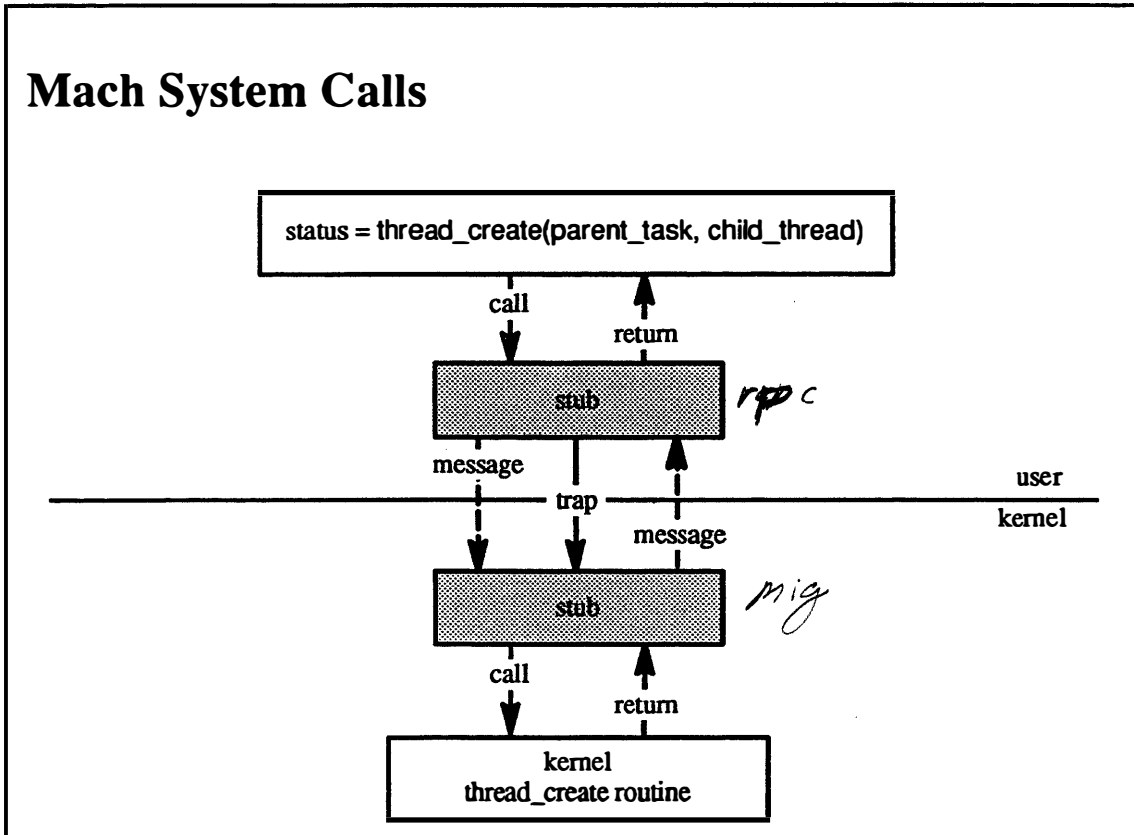 Mach System Calls
status = thread_create(parent_task, child_thread)
call
return
stub
rpc
message
user
trap
kernel
message
stub
mig
call
return
kernel
thread_create routine